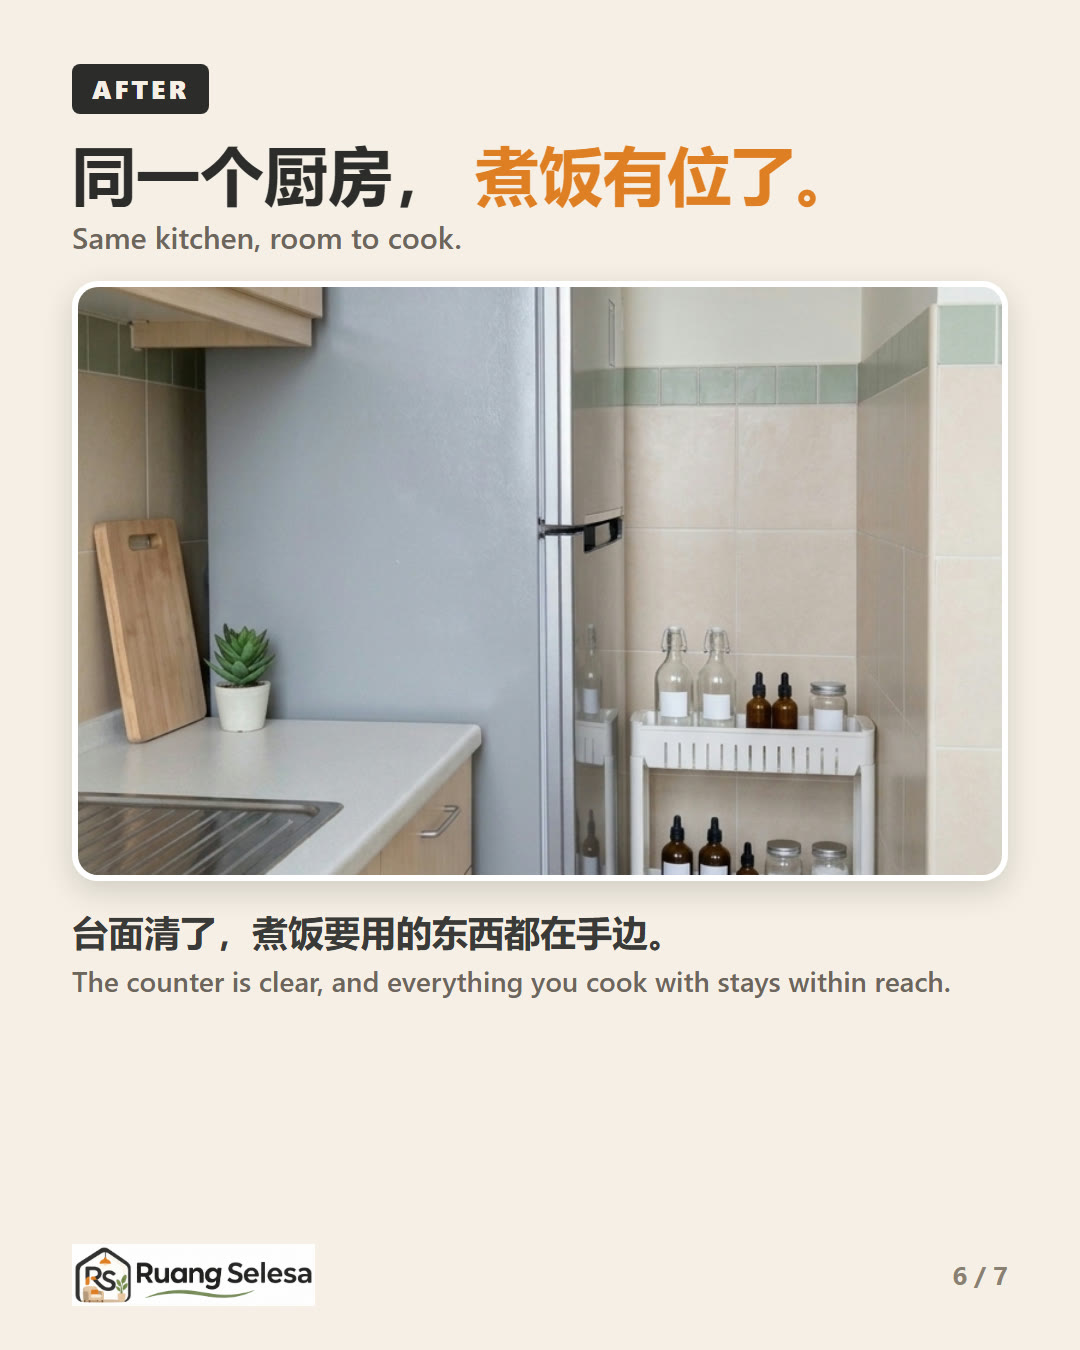 AFTER
同一个厨房， 煮饭有位了。
Same kitchen, room to cook.
台面清了，煮饭要用的东西都在手边。
The counter is clear, and everything you cook with stays within reach.
RS Ruang Selesa
6 / 7